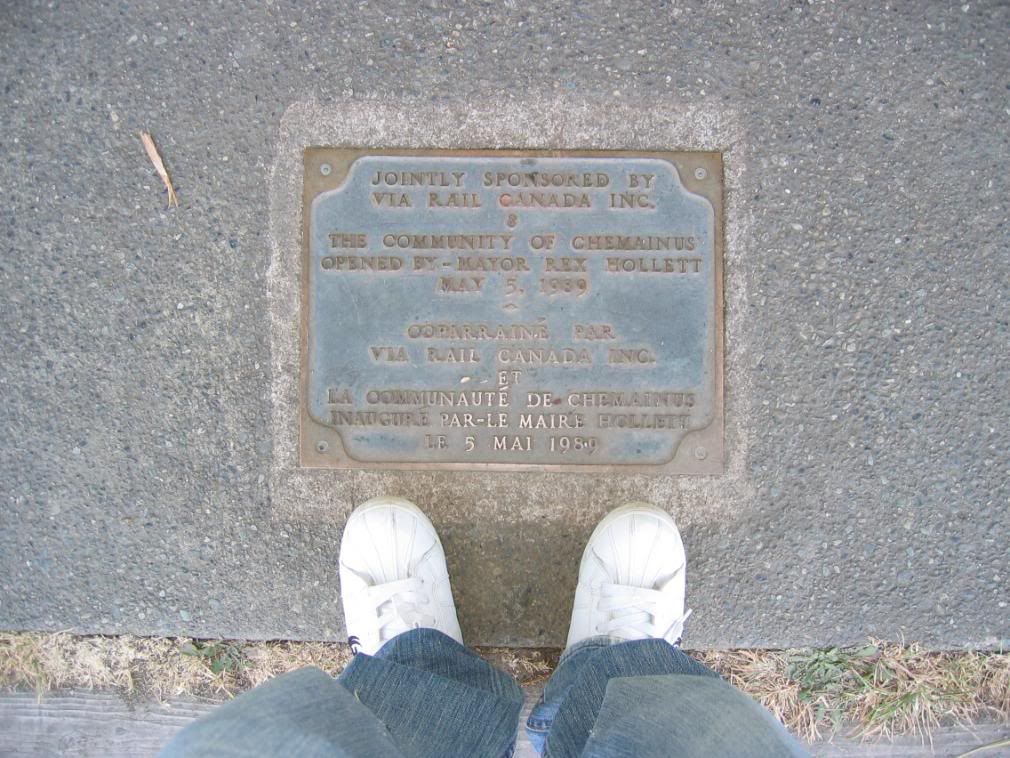 JOINTLY SPONSORED BY
VIA RAIL CANADA INC.
&
THE COMMUNITY OF CHEMAINUS
OPENED BY - MAYOR REX HOLLETT
MAY 5, 1989
COPARRAINÉ PAR
VIA RAIL CANADA INC.
ET
LA COMMUNAUTÉ DE CHEMAINUS
INAUGURÉ PAR-LE MAIRE HOLLETT
LE 5 MAI 1989